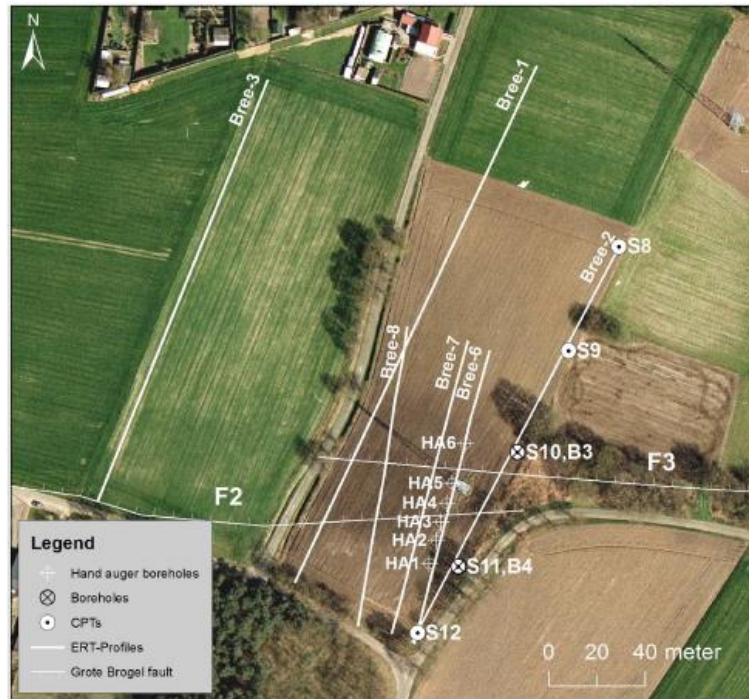 N
Bree-3
Bree-1
Bree-2
S8
S9
Bree-8
Bree-7
Bree-6
HA6
S10,B3
F3
HA5
F2
HA4
HA3
HA2
HA1
S11,B4
S12
Legend
Hand auger boreholes
Boreholes
CPTs
ERT-Profiles
Grote Brogel fault
0 20 40 meter